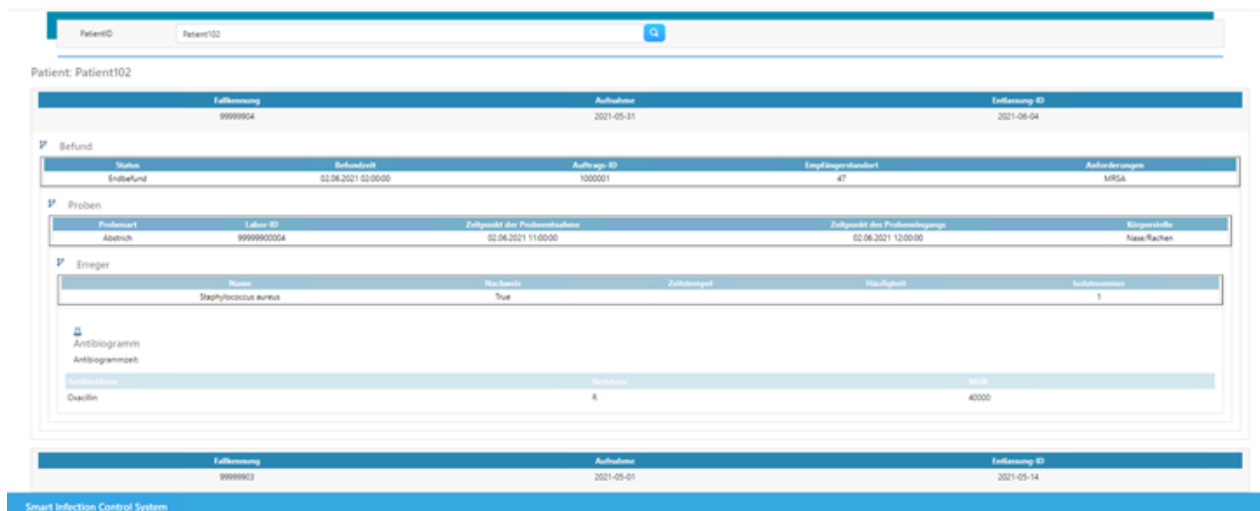 PatientID Patient102
Patient: Patient102
Fallkennung Aufnahme Entlassung-ID
99999904 2021-05-31 2021-06-04
Befund
Status Befundzeit Auftrags-ID Empfängerstandort Anforderungen
Endbefund 02.06.2021 02:00:00 1000001 47 MRSA
Proben
Probenart Labor-ID Zeitpunkt der Probeentnahme Zeitpunkt des Probeneingangs Körperstelle
Abstrich 99999900004 02.06.2021 11:00:00 02.06.2021 12:00:00 Nase/Rachen
Erreger
Name Nachweis Zeitstempel Häufigkeit Isolatnummer
Staphylococcus aureus True 1
Antibiogramm
Antibiogrammzeit:
MHK
Oxacillin R 40000
Fallkennung Aufnahme Entlassung-ID
99999903 2021-05-01 2021-05-14
Smart Infection Control System